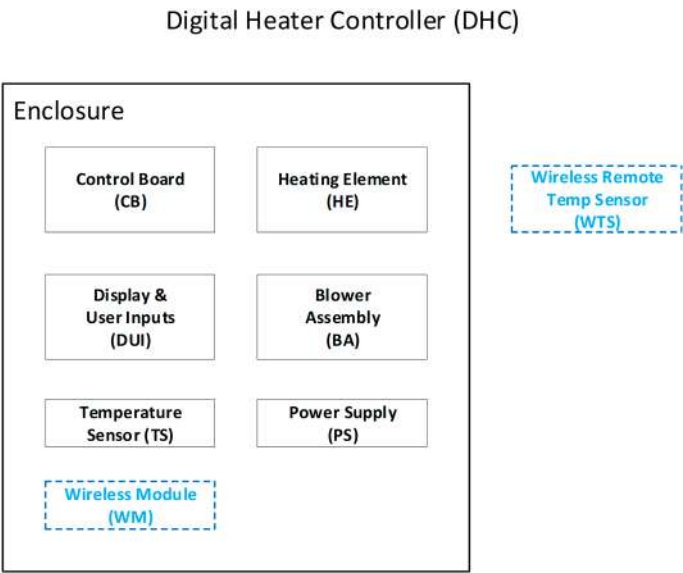 Digital Heater Controller (DHC)
Enclosure
Control Board
(CB)
Heating Element
(HE)
Wireless Remote
Temp Sensor
(WTS)
Display &
User Inputs
(DUI)
Blower
Assembly
(BA)
Temperature
Sensor (TS)
Power Supply
(PS)
Wireless Module
(WM)